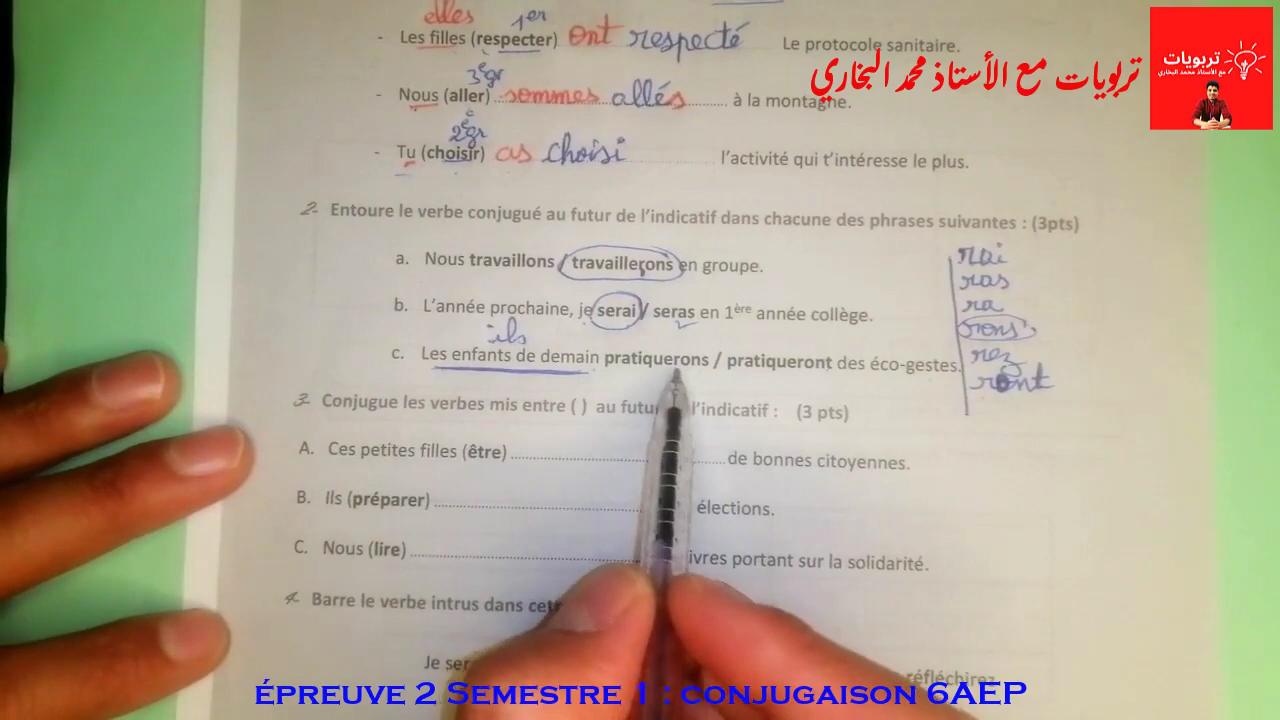 elles 1er
- Les filles (respecter) ont respecté Le protocole sanitaire.
تربويات
مع الأستاذ محمد البخاري
تربويات مع الأستاذ محمد البخاري
3e gr
- Nous (aller) sommes allés à la montagne.
2e gr
- Tu (choisir) as choisi l'activité qui t'intéresse le plus.
2- Entoure le verbe conjugué au futur de l'indicatif dans chacune des phrases suivantes : (3pts)
a. Nous travaillons / travaillerons en groupe.
b. L'année prochaine, je serai / seras en 1ère année collège.
ils
c. Les enfants de demain pratiquerons / pratiqueront des éco-gestes.
rai
ras
ra
rons
rez
ront
3- Conjugue les verbes mis entre ( ) au futu l'indicatif : (3 pts)
A. Ces petites filles (être) ........ de bonnes citoyennes.
B. Ils (préparer) ........ élections.
C. Nous (lire) ........ ivres portant sur la solidarité.
4- Barre le verbe intrus dans cet
Je ser réfléchirez
épreuve 2 Semestre 1 : conjugaison 6AEP